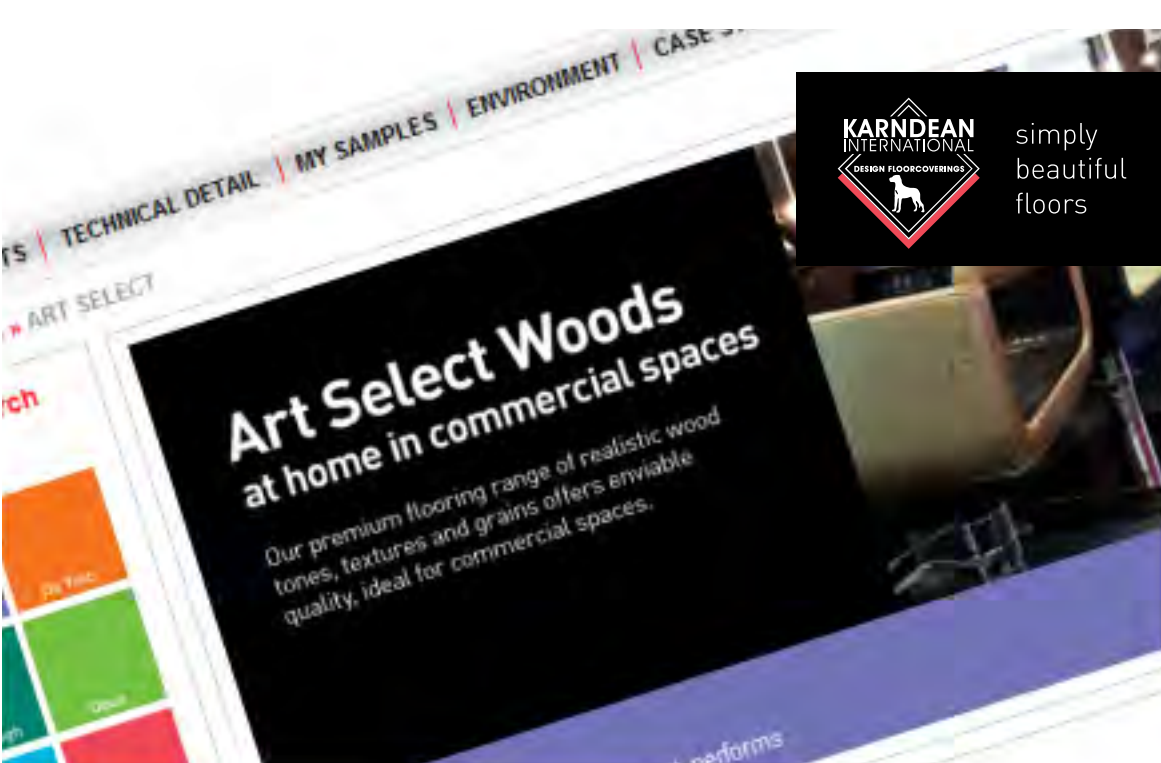 TS | TECHNICAL DETAIL | MY SAMPLES | ENVIRONMENT | CASE
» ART SELECT
KARNDEAN
INTERNATIONAL
DESIGN FLOORCOVERINGS
simply
beautiful
floors
Art Select Woods
at home in commercial spaces
Our premium flooring range of realistic wood
tones, textures and grains offers enviable
quality, ideal for commercial spaces.
rch
performs